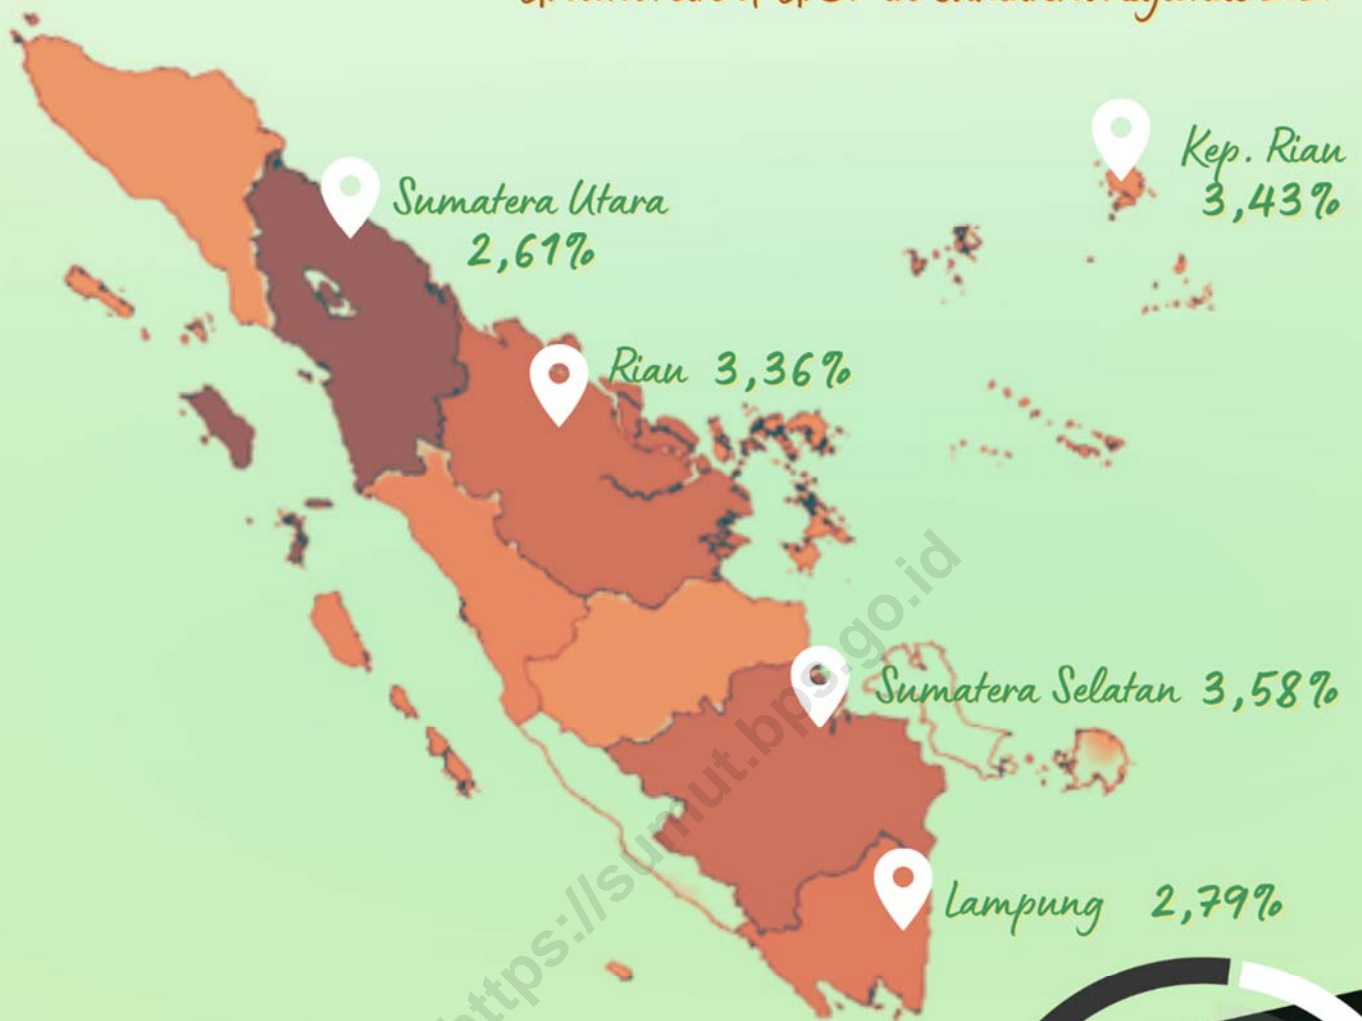 Kep. Riau
3,43%
Sumatera Utara
2,61%
Riau 3,36%
Sumatera Selatan 3,58%
Lampung 2,79%
https://sumut.bps.go.id